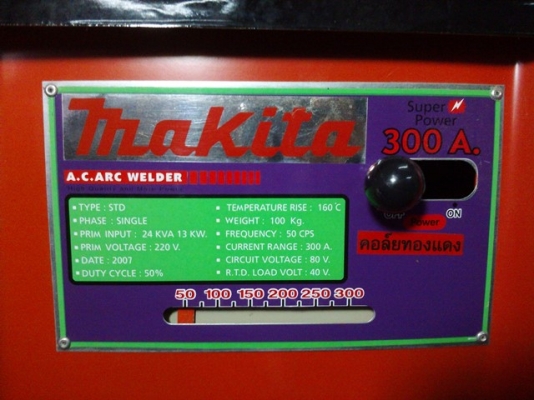 Makita
Super
Power
300 A.
A.C.ARC WELDER
• TYPE : STD
• PHASE : SINGLE
• PRIM INPUT : 24 KVA 13 KW.
• PRIM VOLTAGE : 220 V.
• DATE : 2007
• DUTY CYCLE : 50%
• TEMPERATURE RISE : 160°C
• WEIGHT : 100 Kg.
• FREQUENCY : 50 CPS
• CURRENT RANGE : 300 A.
• CIRCUIT VOLTAGE : 80 V.
• R.T.D. LOAD VOLT : 40 V.
ON
Power
คอล์ยทองแดง
50 100 150 200 250 300